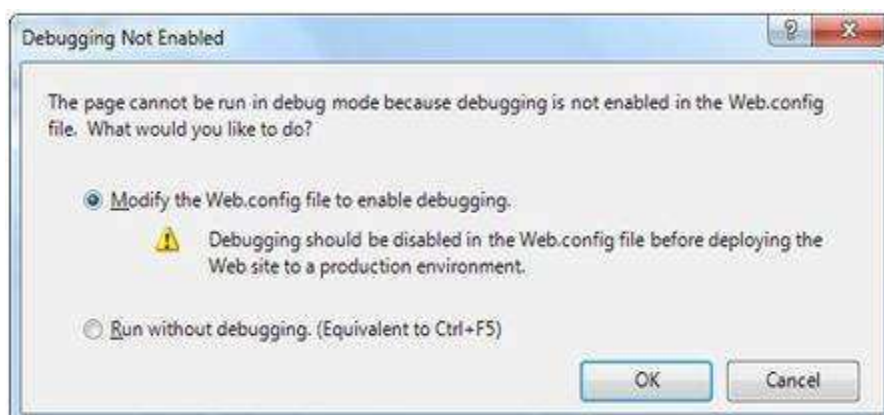 Debugging Not Enabled
The page cannot be run in debug mode because debugging is not enabled in the Web.config
file. What would you like to do?
Modify the Web.config file to enable debugging.
Debugging should be disabled in the Web.config file before deploying the
Web site to a production environment.
Run without debugging. (Equivalent to Ctrl+F5)
OK
Cancel